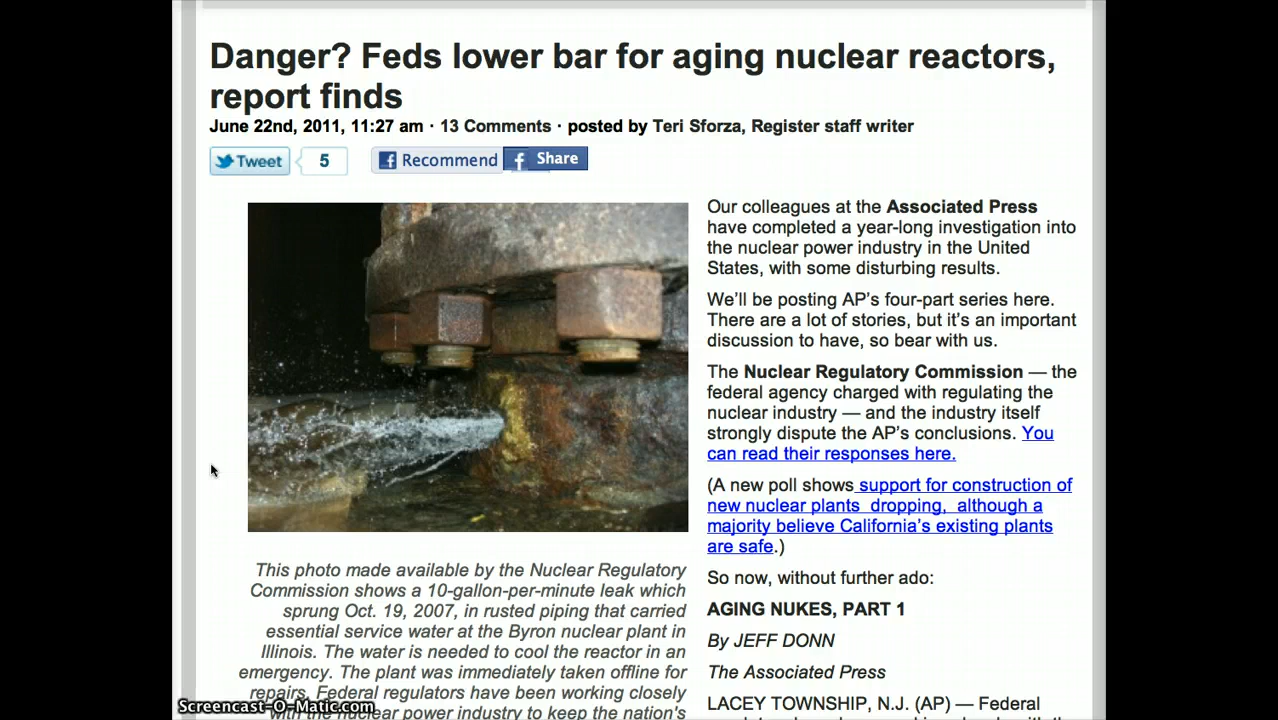 Danger? Feds lower bar for aging nuclear reactors,
report finds
June 22nd, 2011, 11:27 am · 13 Comments · posted by Teri Sforza, Register staff writer
Tweet 5 Recommend Share
Our colleagues at the Associated Press
have completed a year-long investigation into
the nuclear power industry in the United
States, with some disturbing results.
We'll be posting AP's four-part series here.
There are a lot of stories, but it's an important
discussion to have, so bear with us.
The Nuclear Regulatory Commission — the
federal agency charged with regulating the
nuclear industry — and the industry itself
strongly dispute the AP's conclusions. You
can read their responses here.
(A new poll shows support for construction of
new nuclear plants dropping, although a
majority believe California's existing plants
are safe.)
So now, without further ado:
AGING NUKES, PART 1
By JEFF DONN
The Associated Press
LACEY TOWNSHIP, N.J. (AP) — Federal
This photo made available by the Nuclear Regulatory
Commission shows a 10-gallon-per-minute leak which
sprung Oct. 19, 2007, in rusted piping that carried
essential service water at the Byron nuclear plant in
Illinois. The water is needed to cool the reactor in an
emergency. The plant was immediately taken offline for
repairs. Federal regulators have been working closely
with the nuclear power industry to keep the nation's
Screencast-O-Matic.com